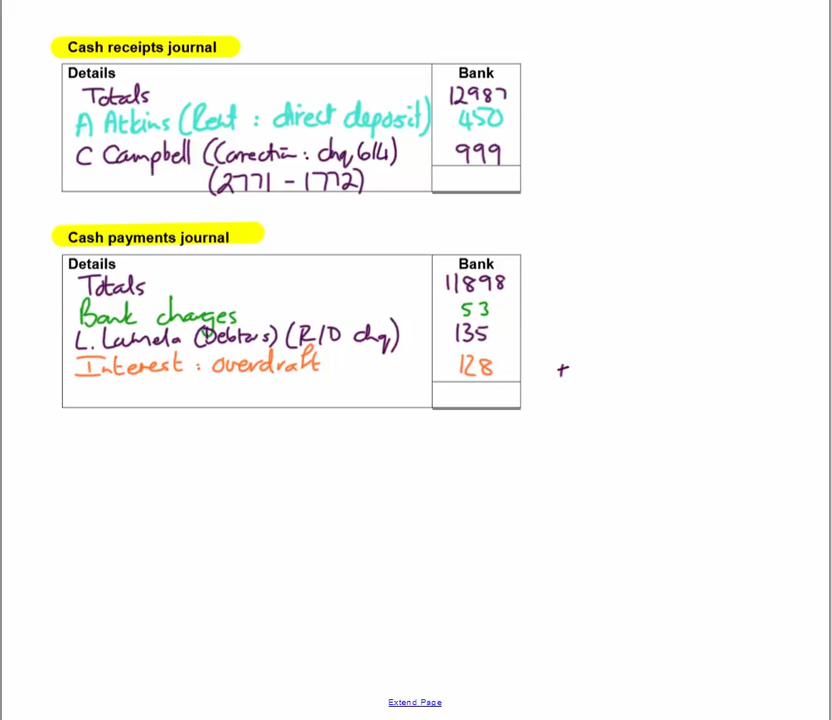 Cash receipts journal
Details Bank
Totals 12987
A Atkins (Rent : direct deposit) 450
C Campbell (Correction : chq 614) 999
(2771 - 1772)
Cash payments journal
Details Bank
Totals 11898
Bank charges 53
L. Lamela (Debtors) (R/D chq) 135
Interest : overdraft 128 +
Extend Page